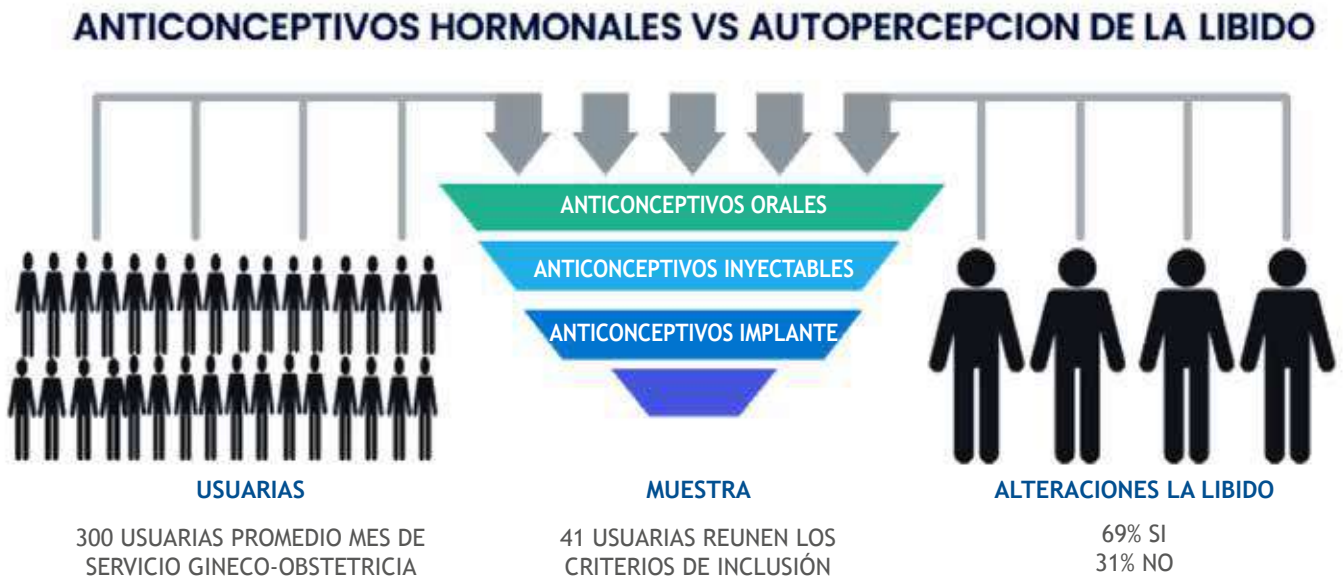 ANTICONCEPTIVOS HORMONALES VS AUTOPERCEPCION DE LA LIBIDO
ANTICONCEPTIVOS ORALES
ANTICONCEPTIVOS INYECTABLES
ANTICONCEPTIVOS IMPLANTE
USUARIAS
300 USUARIAS PROMEDIO MES DE
SERVICIO GINECO-OBSTETRICIA
MUESTRA
41 USUARIAS REUNEN LOS
CRITERIOS DE INCLUSIÓN
ALTERACIONES LA LIBIDO
69% SI
31% NO